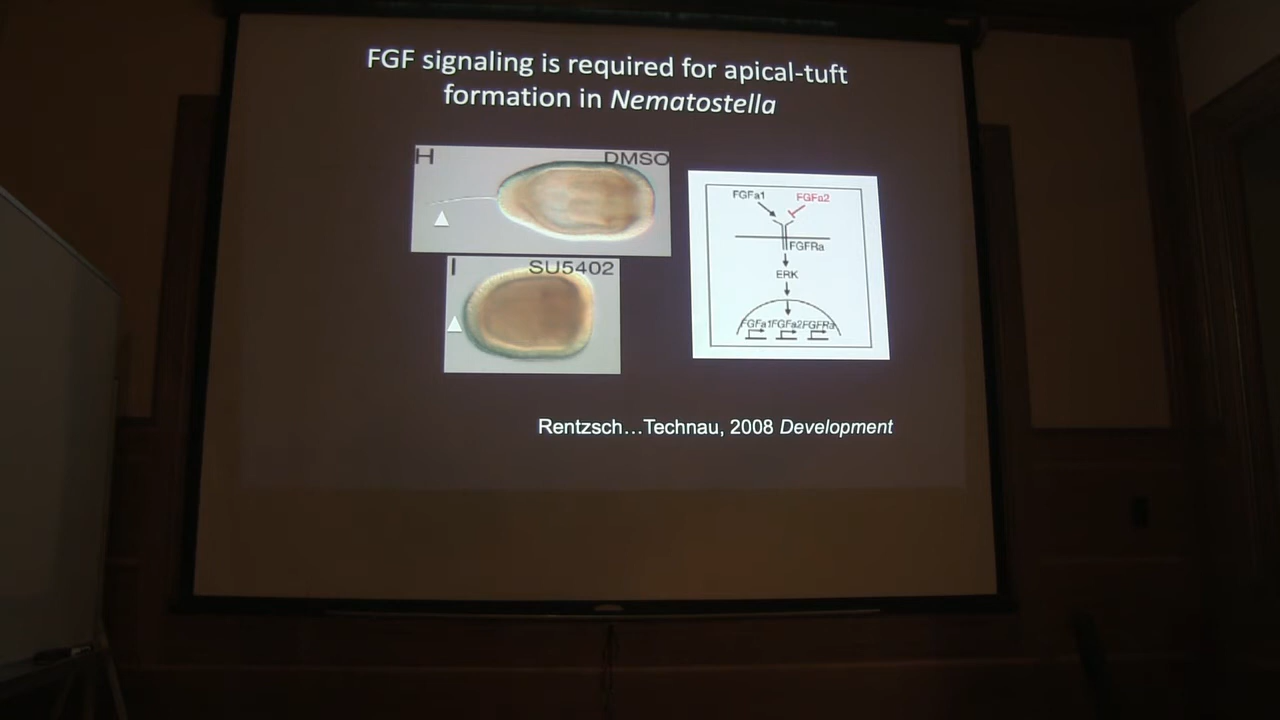 FGF signaling is required for apical-tuft
formation in Nematostella
H DMSO
I SU5402
FGFa1 FGFa2
FGFRa
ERK
FGFa1 FGFa2 FGFRa
Rentzsch…Technau, 2008 Development